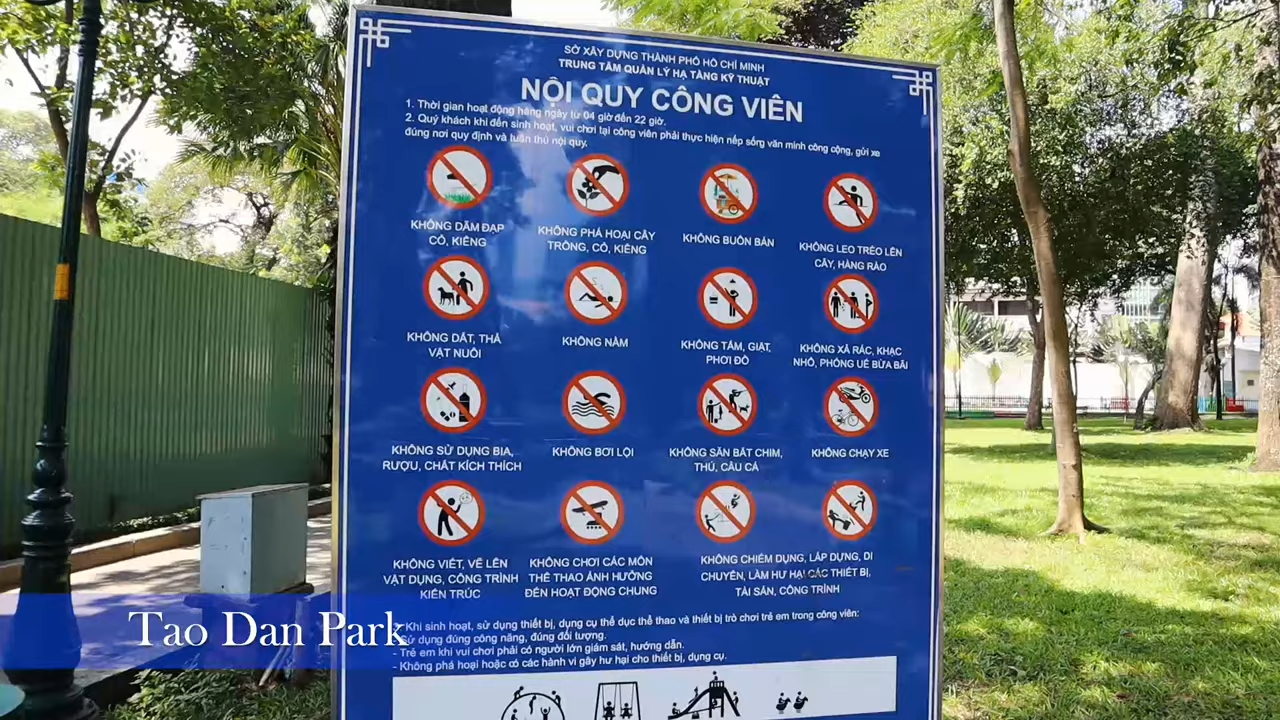 SỞ XÂY DỰNG THÀNH PHỐ HỒ CHÍ MINH
TRUNG TÂM QUẢN LÝ HẠ TẦNG KỸ THUẬT
NỘI QUY CÔNG VIÊN
1. Thời gian hoạt động hàng ngày từ 04 giờ đến 22 giờ.
2. Quý khách khi đến sinh hoạt, vui chơi tại công viên phải thực hiện nếp sống văn minh công cộng, gửi xe
đúng nơi quy định và tuân thủ nội quy.
KHÔNG DẪM ĐẠP
CỎ, KIỂNG
KHÔNG PHÁ HOẠI CÂY
TRỒNG, CỎ, KIỂNG
KHÔNG BUÔN BÁN
KHÔNG LEO TRÈO LÊN
CÂY, HÀNG RÀO
KHÔNG DẮT, THẢ
VẬT NUÔI
KHÔNG NẰM
KHÔNG TẮM, GIẶT,
PHƠI ĐỒ
KHÔNG XẢ RÁC, KHẠC
NHỔ, PHÓNG UẾ BỪA BÃI
KHÔNG SỬ DỤNG BIA,
RƯỢU, CHẤT KÍCH THÍCH
KHÔNG BƠI LỘI
KHÔNG SĂN BẮT CHIM,
THÚ, CÂU CÁ
KHÔNG CHẠY XE
KHÔNG VIẾT, VẼ LÊN
VẬT DỤNG, CÔNG TRÌNH
KIẾN TRÚC
KHÔNG CHƠI CÁC MÔN
THỂ THAO ẢNH HƯỞNG
ĐẾN HOẠT ĐỘNG CHUNG
KHÔNG CHIẾM DỤNG, LẮP DỰNG, DI
CHUYỂN, LÀM HƯ HẠI CÁC THIẾT BỊ,
TÀI SẢN, CÔNG TRÌNH
Khi sinh hoạt, sử dụng thiết bị, dụng cụ thể dục thể thao và thiết bị trò chơi trẻ em trong công viên:
Sử dụng đúng công năng, đúng đối tượng.
- Trẻ em khi vui chơi phải có người lớn giám sát, hướng dẫn.
- Không phá hoại hoặc có các hành vi gây hư hại cho thiết bị, dụng cụ.
Tao Dan Park